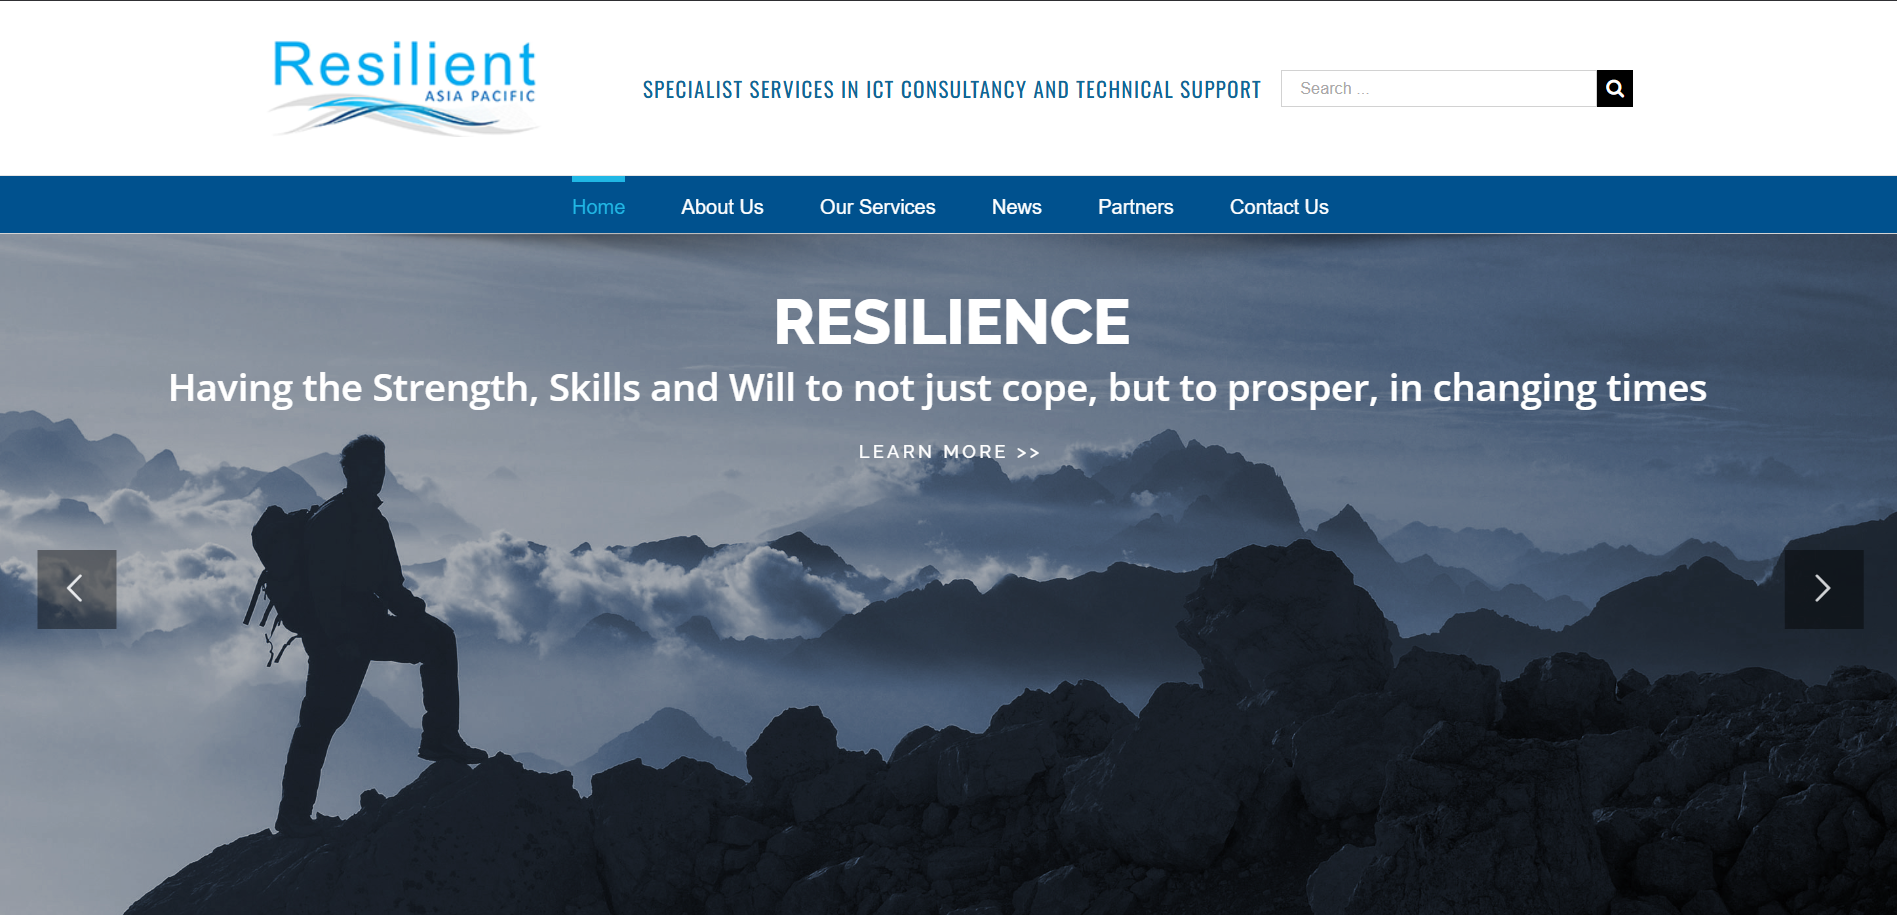 Resilient
ASIA PACIFIC
SPECIALIST SERVICES IN ICT CONSULTANCY AND TECHNICAL SUPPORT
Search ...
Home
About Us
Our Services
News
Partners
Contact Us
RESILIENCE
Having the Strength, Skills and Will to not just cope, but to prosper, in changing times
LEARN MORE >>